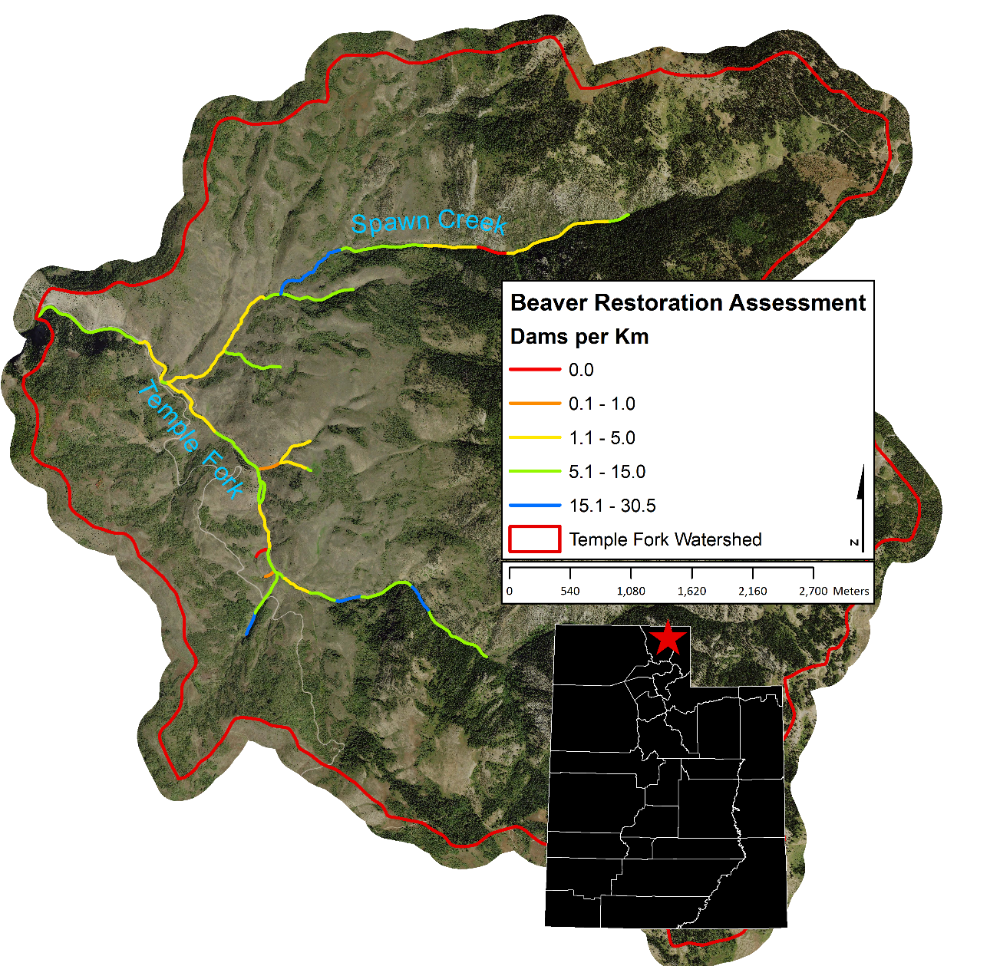 Spawn Creek
Temple Fork
Beaver Restoration Assessment
Dams per Km
0.0
0.1 - 1.0
1.1 - 5.0
5.1 - 15.0
15.1 - 30.5
Temple Fork Watershed
N
0 540 1,080 1,620 2,160 2,700 Meters